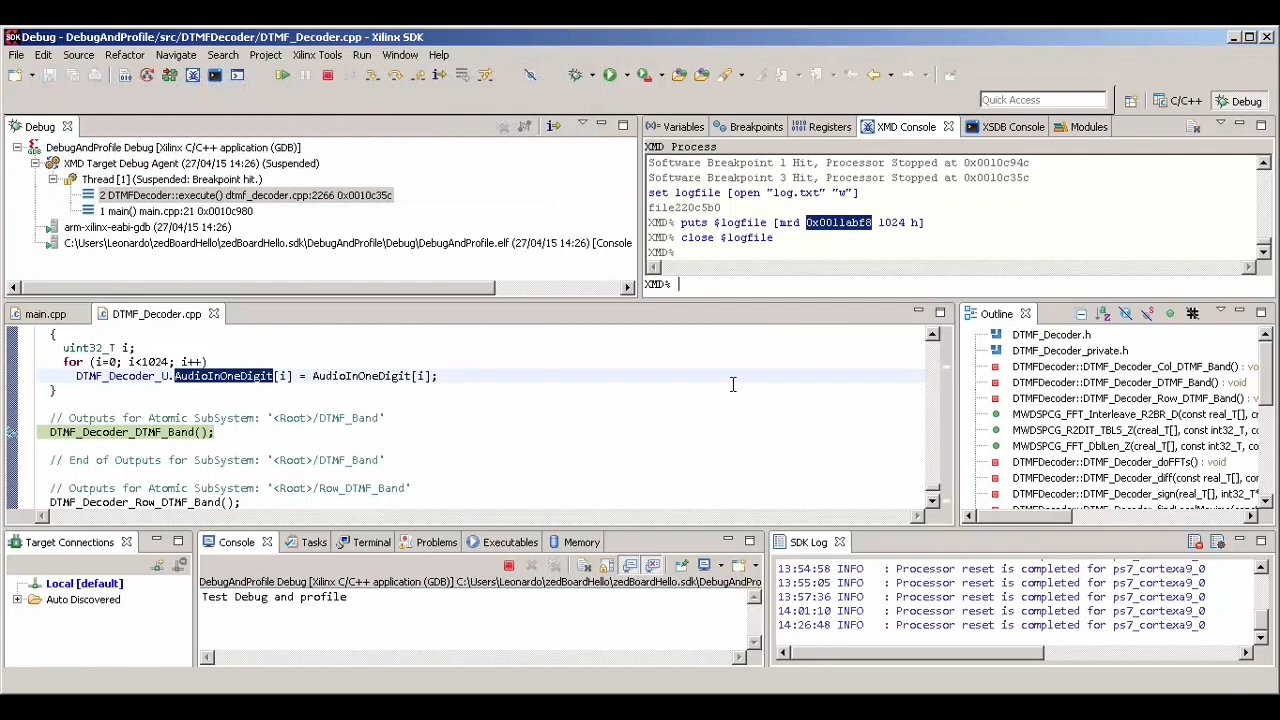 SDK Debug - DebugAndProfile/src/DTMFDecoder/DTMF_Decoder.cpp - Xilinx SDK
File Edit Source Refactor Navigate Search Project Xilinx Tools Run Window Help
Quick Access
C/C++
Debug
Debug
DebugAndProfile Debug [Xilinx C/C++ application (GDB)]
XMD Target Debug Agent (27/04/15 14:26) (Suspended)
Thread [1] (Suspended: Breakpoint hit.)
2 DTMFDecoder::execute() dtmf_decoder.cpp:2266 0x0010c35c
1 main() main.cpp:21 0x0010c980
arm-xilinx-eabi-gdb (27/04/15 14:26)
C:\Users\Leonardo\zedBoardHello\zedBoardHello.sdk\DebugAndProfile\Debug\DebugAndProfile.elf (27/04/15 14:26) [Console
Variables Breakpoints Registers XMD Console XSDB Console Modules
XMD Process
Software Breakpoint 1 Hit, Processor Stopped at 0x0010c94c
Software Breakpoint 3 Hit, Processor Stopped at 0x0010c35c
set logfile [open "log.txt" "w"]
file220c5b0
XMD% puts $logfile [mrd 0x0011abf8 1024 h]
XMD% close $logfile
XMD%
XMD%
main.cpp DTMF_Decoder.cpp
{
uint32_T i;
for (i=0; i<1024; i++)
DTMF_Decoder_U.AudioInOneDigit[i] = AudioInOneDigit[i];
}
// Outputs for Atomic SubSystem: '<Root>/DTMF_Band'
DTMF_Decoder_DTMF_Band();
// End of Outputs for SubSystem: '<Root>/DTMF_Band'
// Outputs for Atomic SubSystem: '<Root>/Row_DTMF_Band'
DTMF_Decoder_Row_DTMF_Band();
Outline
DTMF_Decoder.h
DTMF_Decoder_private.h
DTMF_Decoder_Col_DTMF_Band() : void
DTMF_Decoder_DTMF_Band() : void
DTMF_Decoder_Row_DTMF_Band() : void
MWDSPCG_FFT_Interleave_R2BR_D(const real_T[],
MWDSPCG_R2DIT_TBLS_Z(creal_T[], const int32_T,
MWDSPCG_FFT_DblLen_Z(creal_T[], const int32_T,
DTMFDecoder::DTMF_Decoder_doFFTs() : void
DTMFDecoder::DTMF_Decoder_diff(const real_T[],
DTMFDecoder::DTMF_Decoder_sign(real_T[], int32_T*
Target Connections
Local [default]
Auto Discovered
Console Tasks Terminal Problems Executables Memory
DebugAndProfile Debug [Xilinx C/C++ application (GDB)] C:\Users\Leonardo\zedBoardHello\zedBoardHello.sdk\DebugAndPro
Test Debug and profile
SDK Log
13:54:58 INFO : Processor reset is completed for ps7_cortexa9_0
13:55:05 INFO : Processor reset is completed for ps7_cortexa9_0
13:57:36 INFO : Processor reset is completed for ps7_cortexa9_0
14:01:10 INFO : Processor reset is completed for ps7_cortexa9_0
14:26:48 INFO : Processor reset is completed for ps7_cortexa9_0